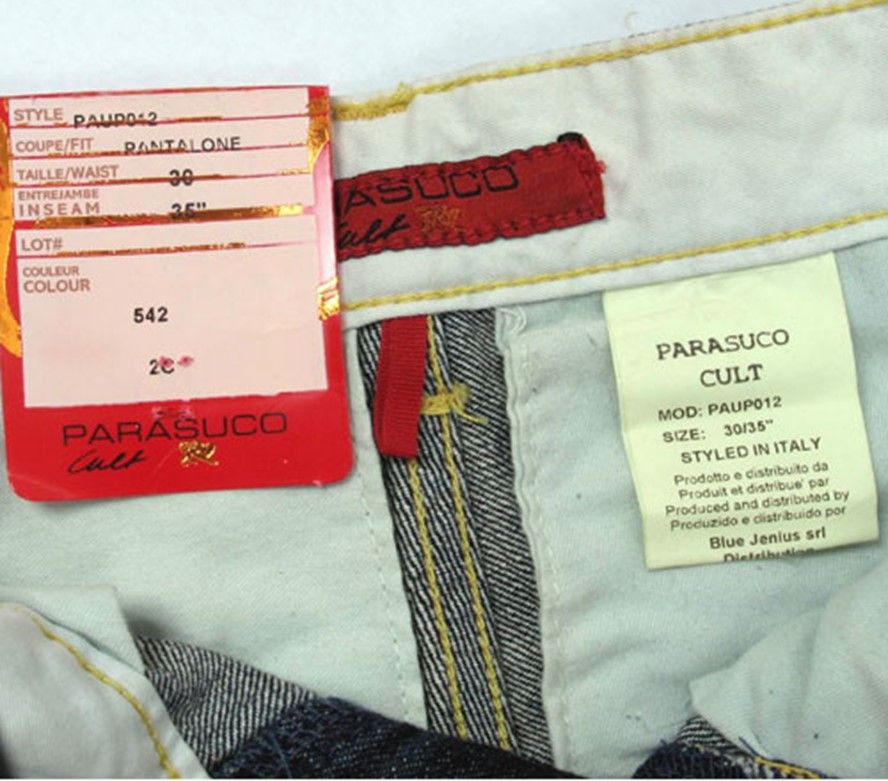 STYLE PAUP012
COUPE/FIT PANTALONE
TAILLE/WAIST 30
ENTREJAMBE
INSEAM 35"
LOT#
COULEUR
COLOUR
542
PARASUCO
Cult
ASUCO
Cult
PARASUCO
CULT
MOD: PAUP012
SIZE: 30/35"
STYLED IN ITALY
Prodotto e distribuito da
Produit et distribue' par
Produced and distributed by
Produzido e distribuido por
Blue Jenius srl
Distribution